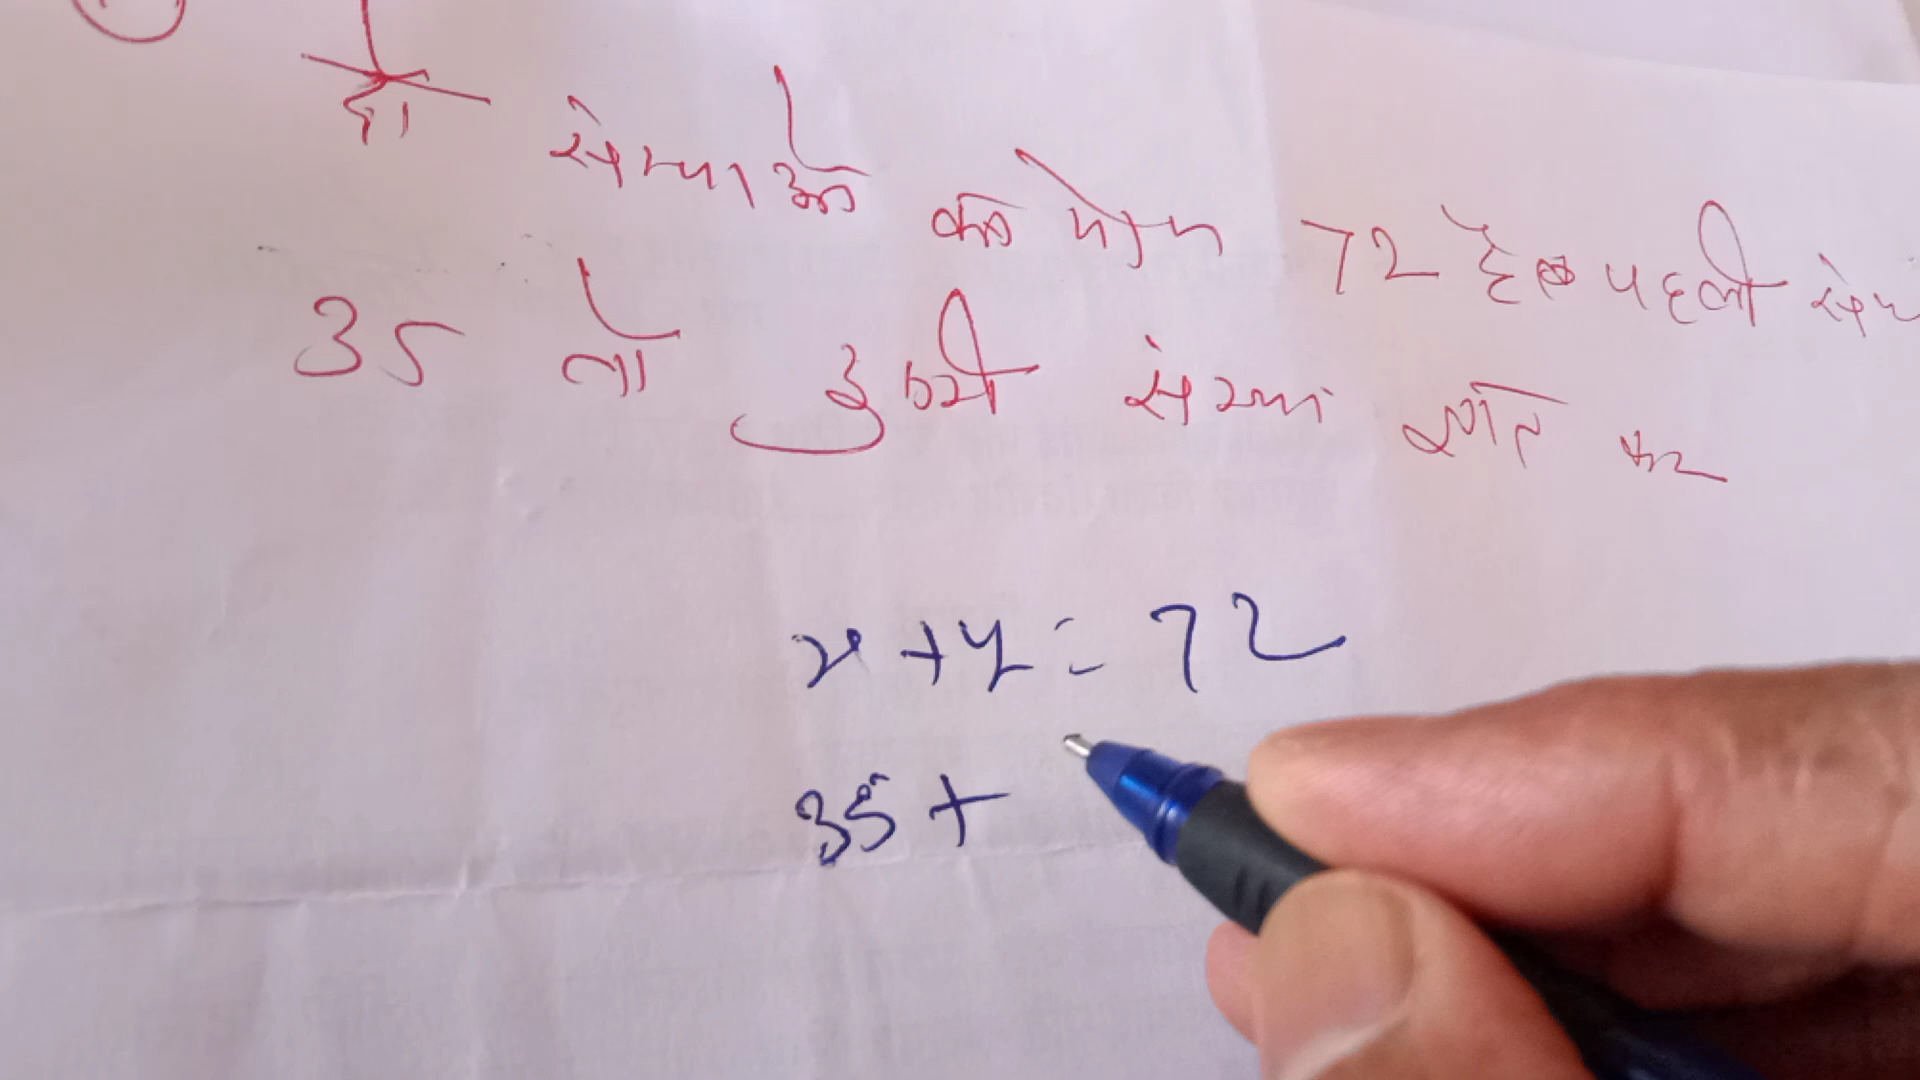 दो संख्याओं का योग 72 है पहली
35 तो दुसरी संख्या ज्ञात कर
x + y = 72
35 +